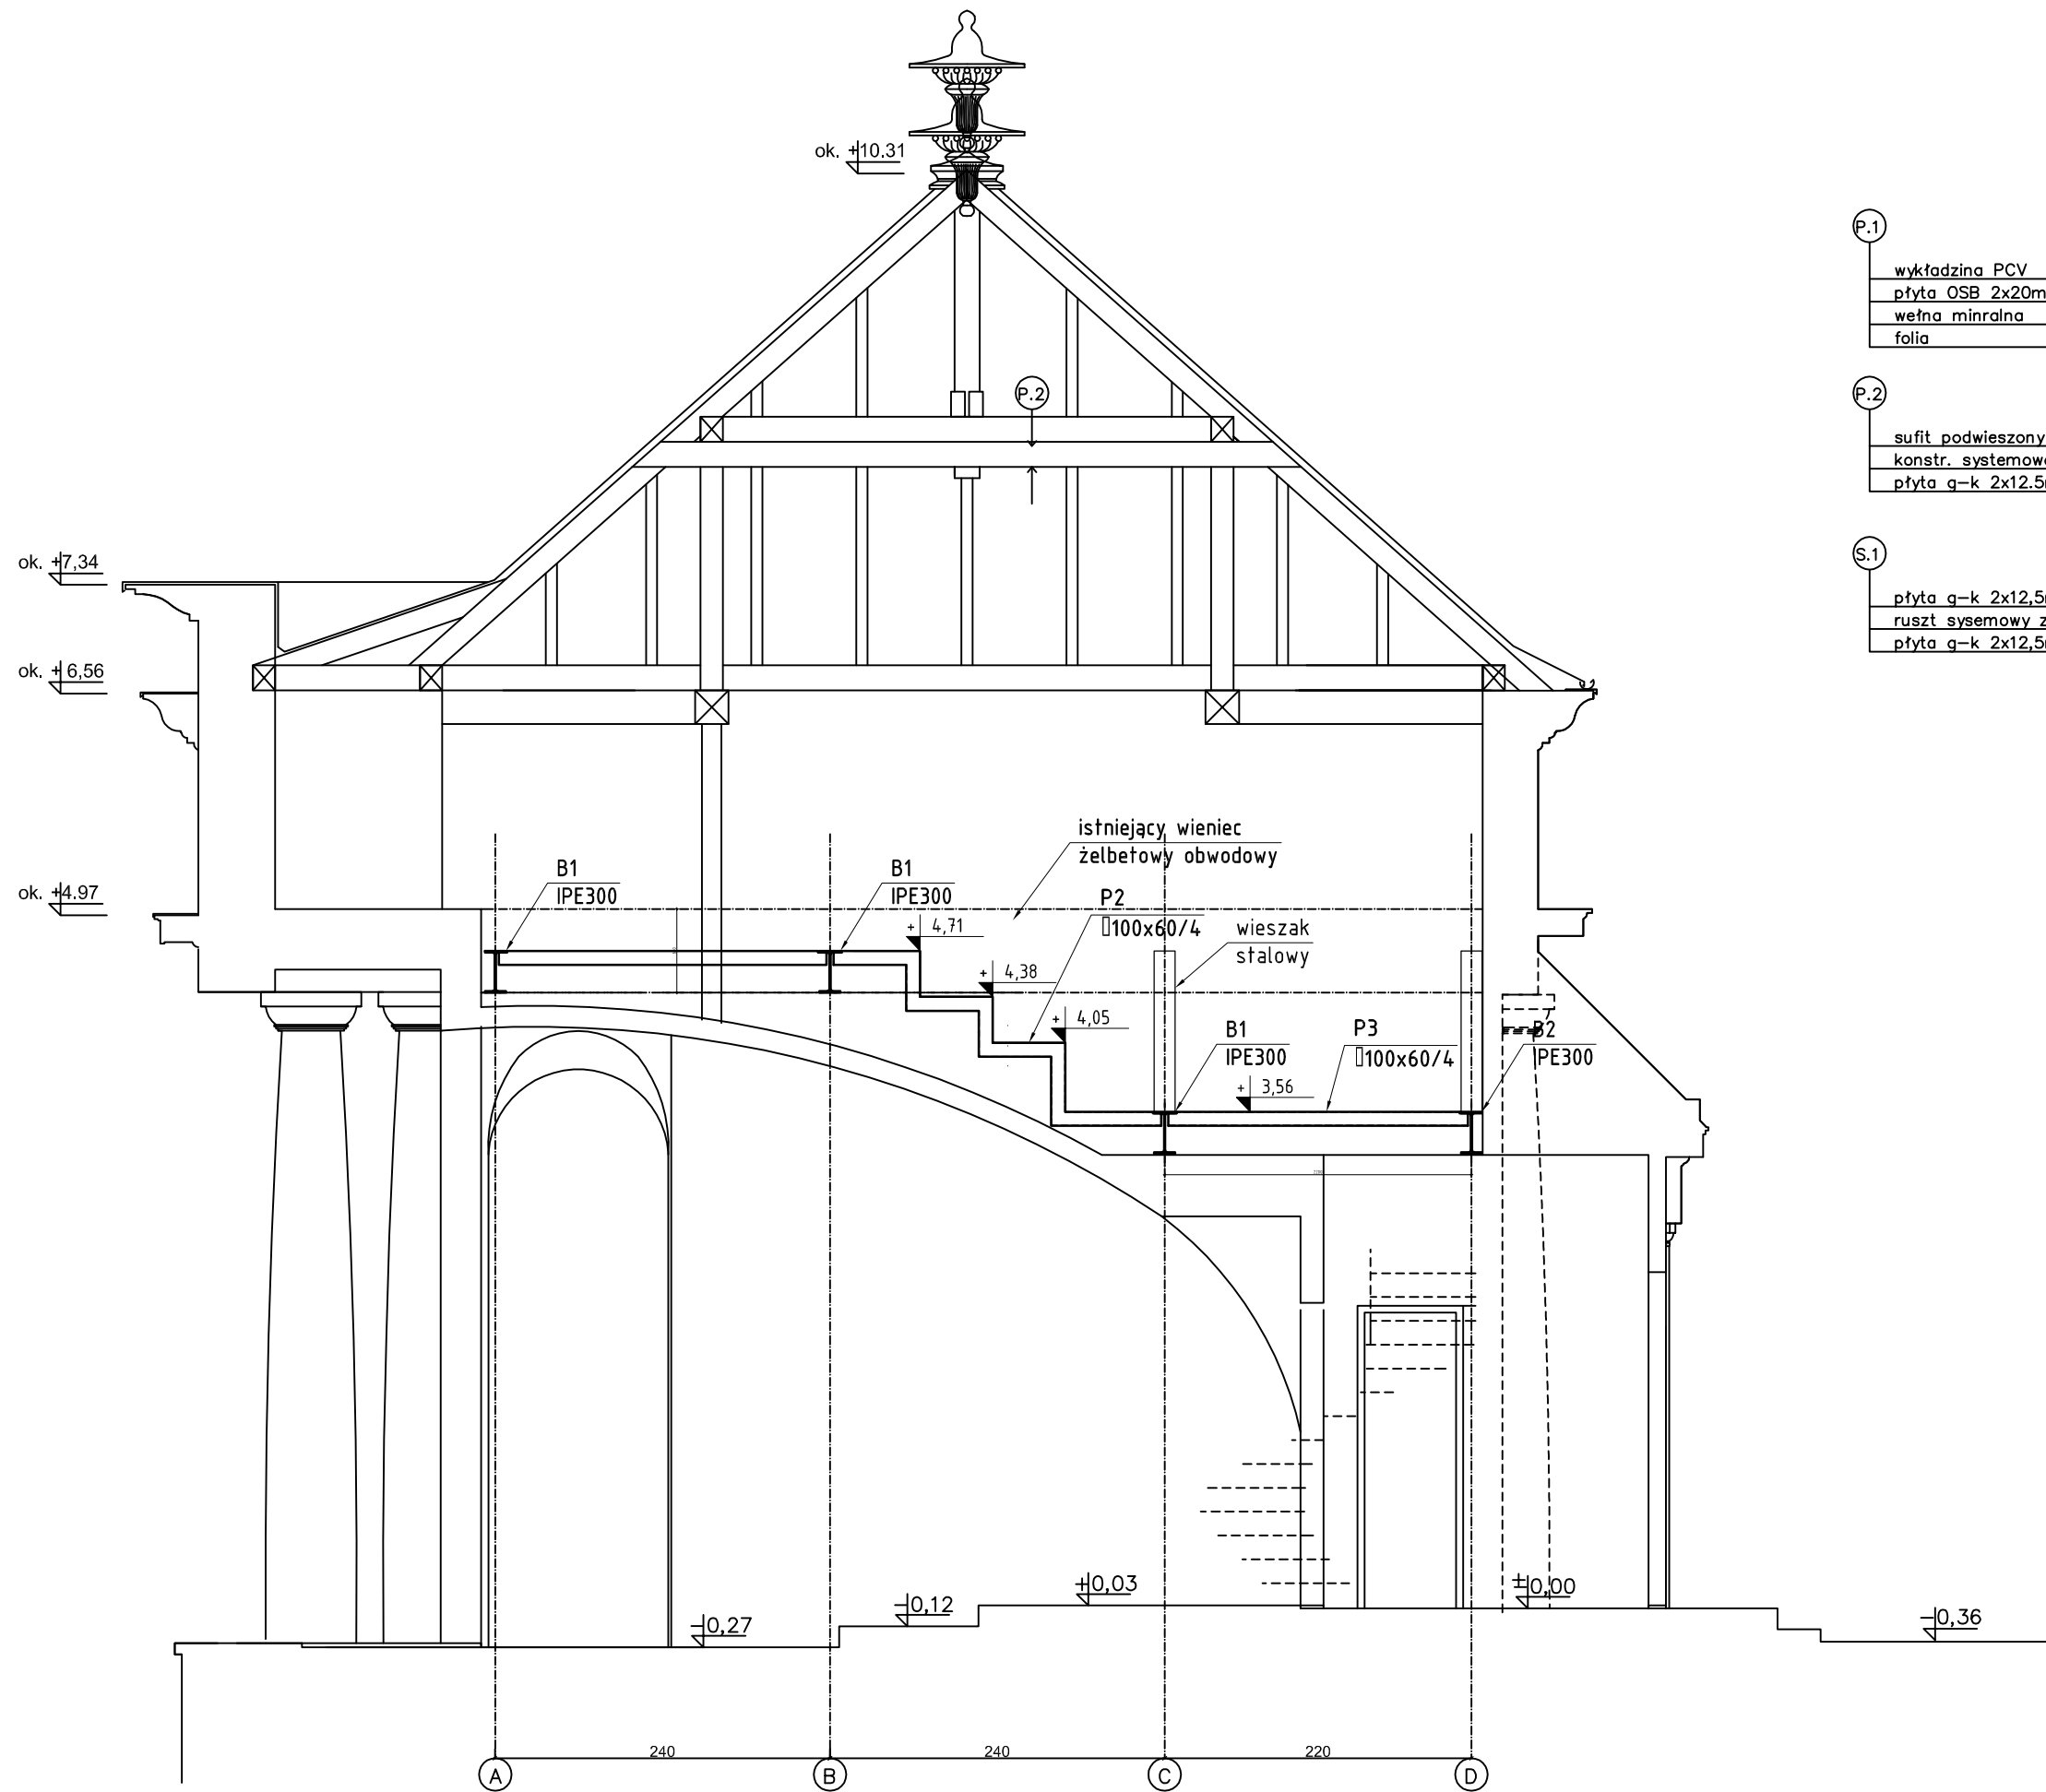 ok. +10.31
P.1
wykładzina PCV
płyta OSB 2x20m
wełna minralna
folia
P.2
P.2
sufit podwieszony
konstr. systemow
płyta g-k 2x12.5
S.1
płyta g-k 2x12,5
ruszt sysemowy z
płyta g-k 2x12,5
ok. +7,34
ok. +6,56
ok. +4.97
istniejący wieniec
żelbetowy obwodowy
B1
IPE300
B1
IPE300
P2
▯100x60/4
wieszak
stalowy
+ 4,71
+ 4,38
+ 4,05
B1
IPE300
P3
▯100x60/4
B2
IPE300
+ 3,56
-0,27
-0,12
+0,03
±0,00
-0,36
240
240
220
A
B
C
D